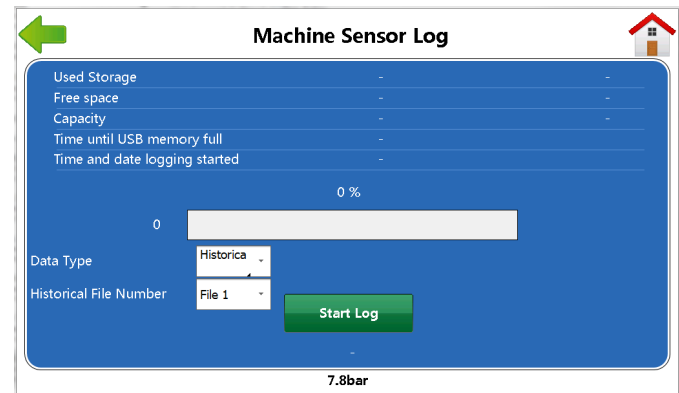 Machine Sensor Log
Used Storage - -
Free space - -
Capacity - -
Time until USB memory full -
Time and date logging started -
0 %
0
Data Type Historica
Historical File Number File 1
Start Log
-
7.8bar